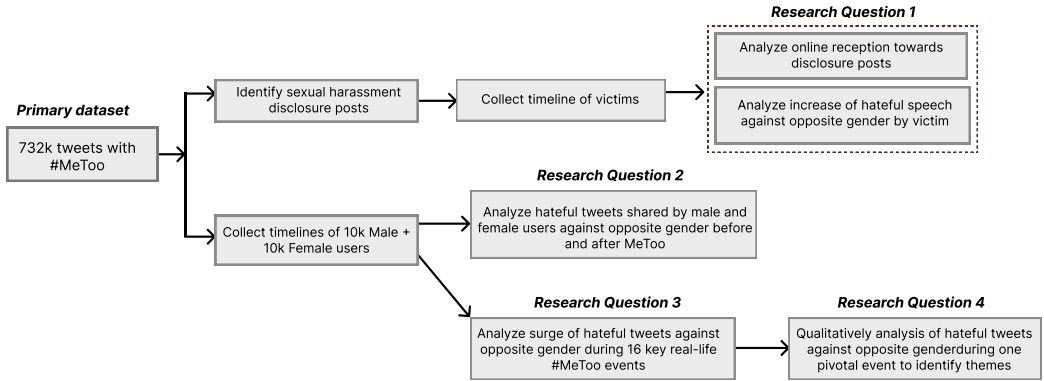 Research Question 1
Analyze online reception towards
disclosure posts
Analyze increase of hateful speech
against opposite gender by victim
Identify sexual harassment
disclosure posts
Collect timeline of victims
Primary dataset
732k tweets with
#MeToo
Research Question 2
Analyze hateful tweets shared by male and
female users against opposite gender before
and after MeToo
Collect timelines of 10k Male +
10k Female users
Research Question 3
Analyze surge of hateful tweets against
opposite gender during 16 key real-life
#MeToo events
Research Question 4
Qualitatively analysis of hateful tweets
against opposite genderduring one
pivotal event to identify themes